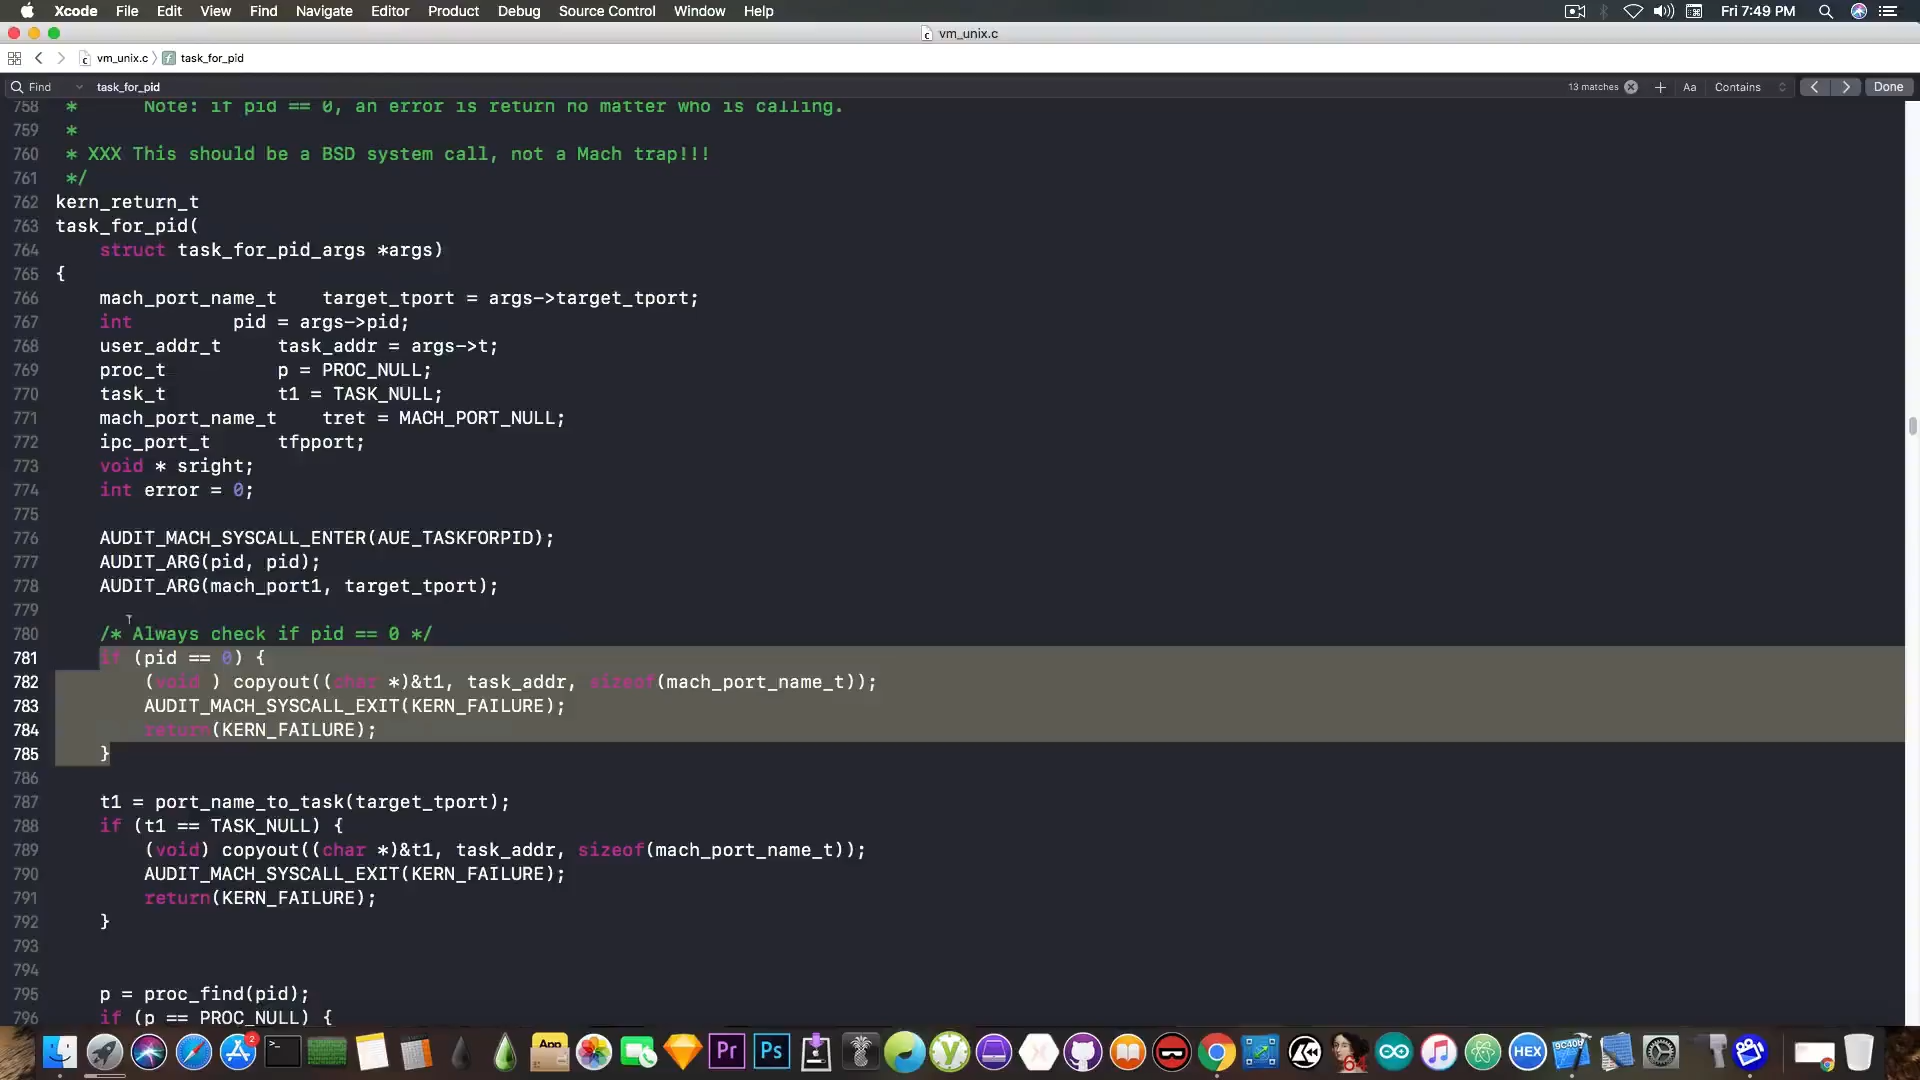 Xcode File Edit View Find Navigate Editor Product Debug Source Control Window Help Fri 7:49 PM
vm_unix.c
vm_unix.c task_for_pid
Find task_for_pid 13 matches Aa Contains Done
758 * Note: if pid == 0, an error is return no matter who is calling.
759 *
760 * XXX This should be a BSD system call, not a Mach trap!!!
761 */
762 kern_return_t
763 task_for_pid(
764 struct task_for_pid_args *args)
765 {
766 mach_port_name_t target_tport = args->target_tport;
767 int pid = args->pid;
768 user_addr_t task_addr = args->t;
769 proc_t p = PROC_NULL;
770 task_t t1 = TASK_NULL;
771 mach_port_name_t tret = MACH_PORT_NULL;
772 ipc_port_t tfpport;
773 void * sright;
774 int error = 0;
775
776 AUDIT_MACH_SYSCALL_ENTER(AUE_TASKFORPID);
777 AUDIT_ARG(pid, pid);
778 AUDIT_ARG(mach_port1, target_tport);
779
780 /* Always check if pid == 0 */
781 if (pid == 0) {
782 (void ) copyout((char *)&t1, task_addr, sizeof(mach_port_name_t));
783 AUDIT_MACH_SYSCALL_EXIT(KERN_FAILURE);
784 return(KERN_FAILURE);
785 }
786
787 t1 = port_name_to_task(target_tport);
788 if (t1 == TASK_NULL) {
789 (void) copyout((char *)&t1, task_addr, sizeof(mach_port_name_t));
790 AUDIT_MACH_SYSCALL_EXIT(KERN_FAILURE);
791 return(KERN_FAILURE);
792 }
793
794
795 p = proc_find(pid);
796 if (p == PROC_NULL) {
2 App Pr Ps 64 HEX